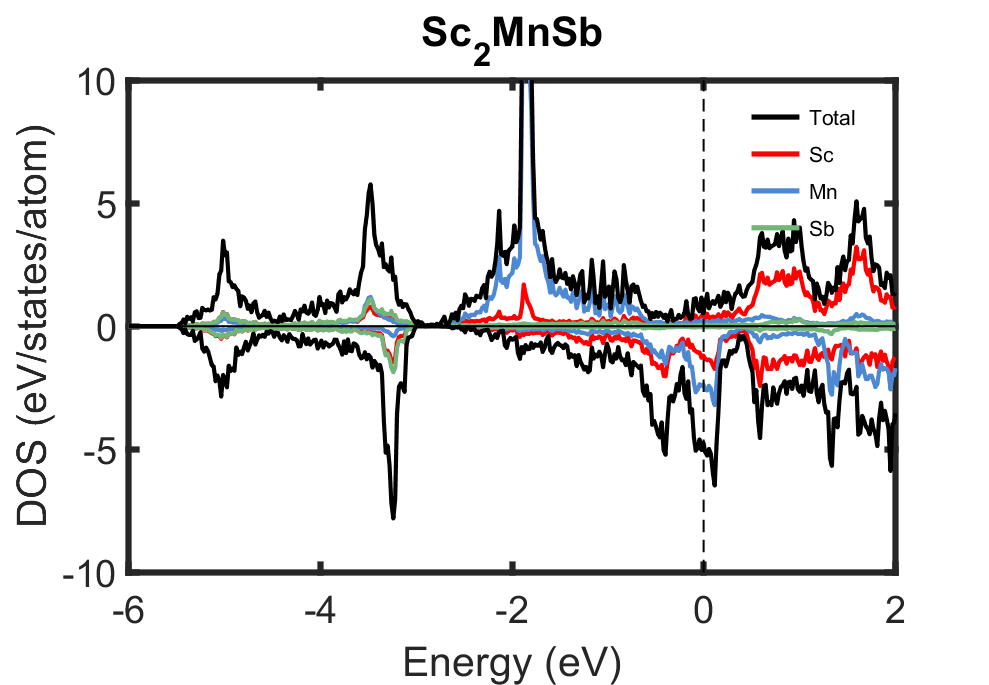 Sc₂MnSb
10
5
0
-5
-10
DOS (eV/states/atom)
Total
Sc
Mn
Sb
-6 -4 -2 0 2
Energy (eV)